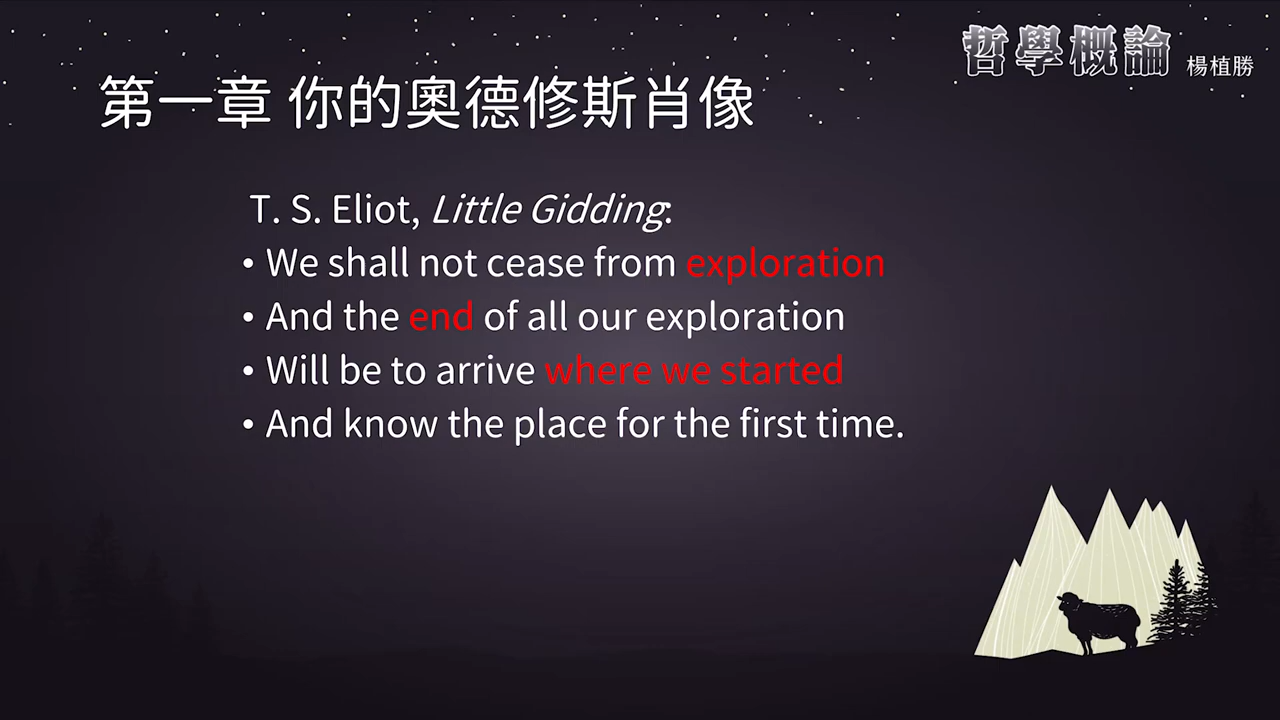 哲學概論 楊植勝
第一章 你的奧德修斯肖像
T. S. Eliot, Little Gidding:
• We shall not cease from exploration
• And the end of all our exploration
• Will be to arrive where we started
• And know the place for the first time.